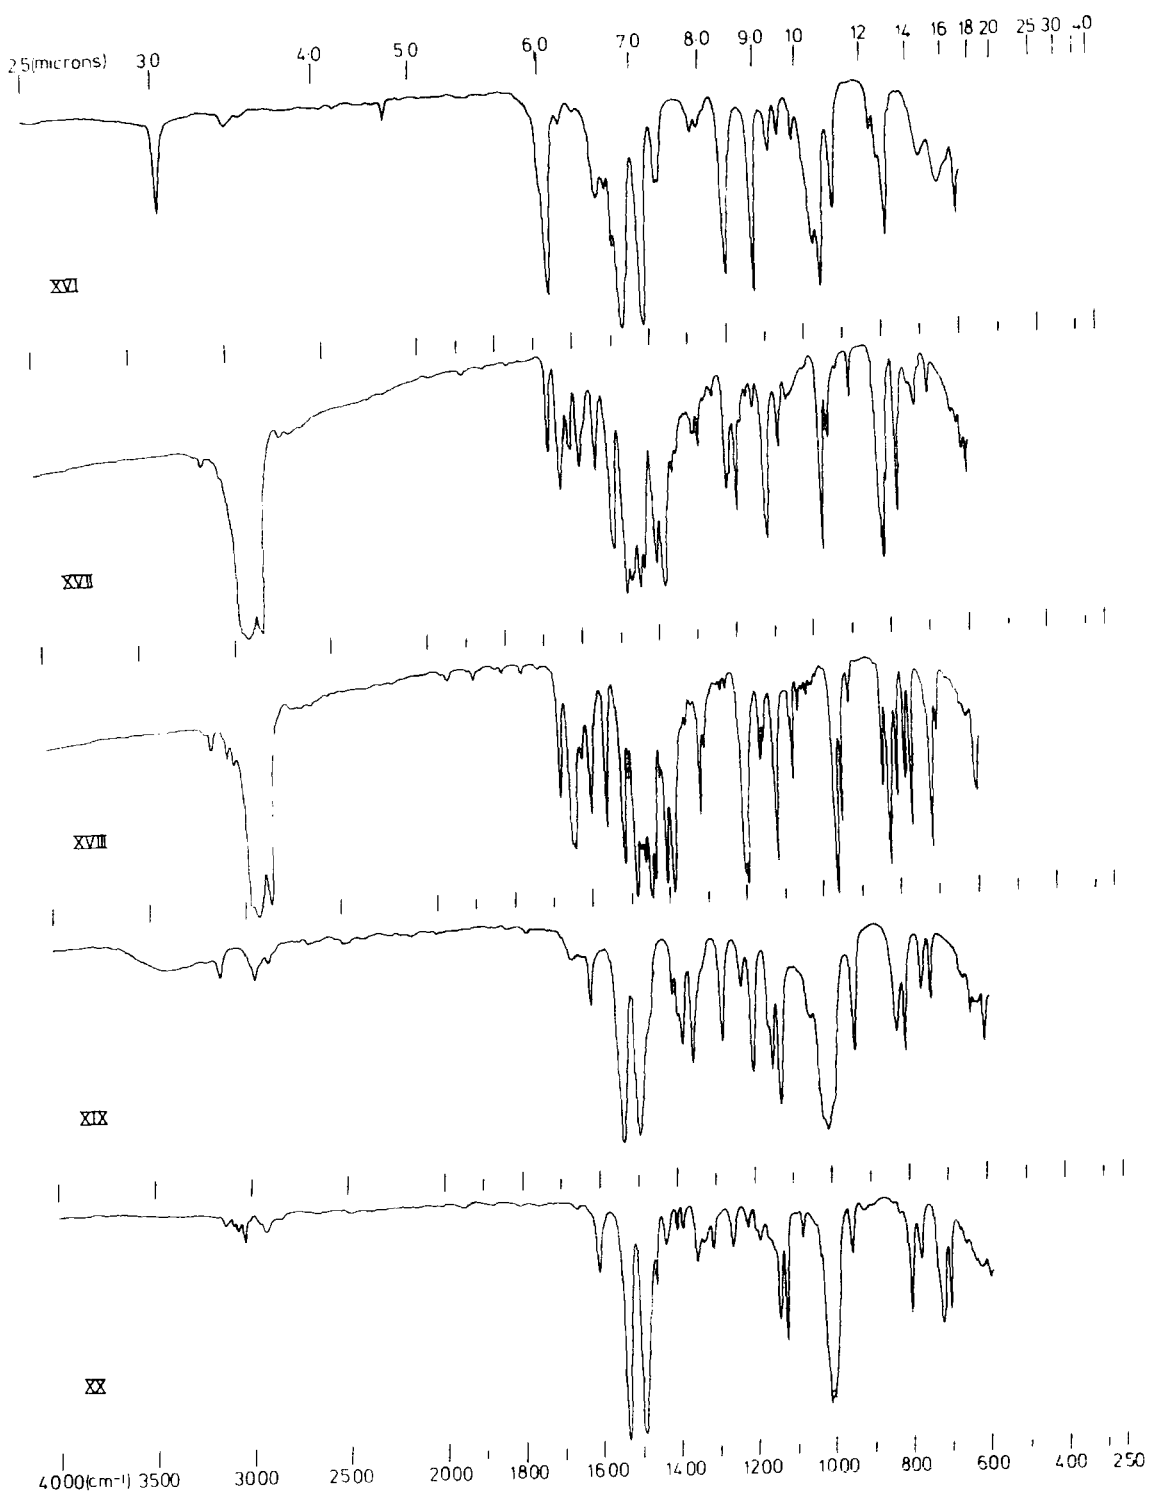 2.5(microns) 3.0 4.0 5.0 6.0 7.0 8.0 9.0 10 12 14 16 18 20 25 30 40
XVI
XVII
XVIII
XIX
XX
4000(cm⁻¹) 3500 3000 2500 2000 1800 1600 1400 1200 1000 800 600 400 250